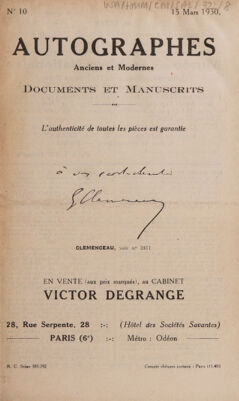 N° 10
15 Mars 1930.
AUTOGRAPHES
Anciens et Modernes
DOCUMENTS ET MANUSCRITS
L'authenticité de toutes les pièces est garantie
à
GClemenceau
CLEMENCEAU, voir n°
EN VENTE (aux prix marqués), au CABINET
VICTOR DEGRANGE
28, Rue Serpente, 28 :-: (Hôtel des Sociétés Savantes)
PARIS (6e) :-: Métro : Odéon
R. C. Seine
Compte chèques postaux : Paris